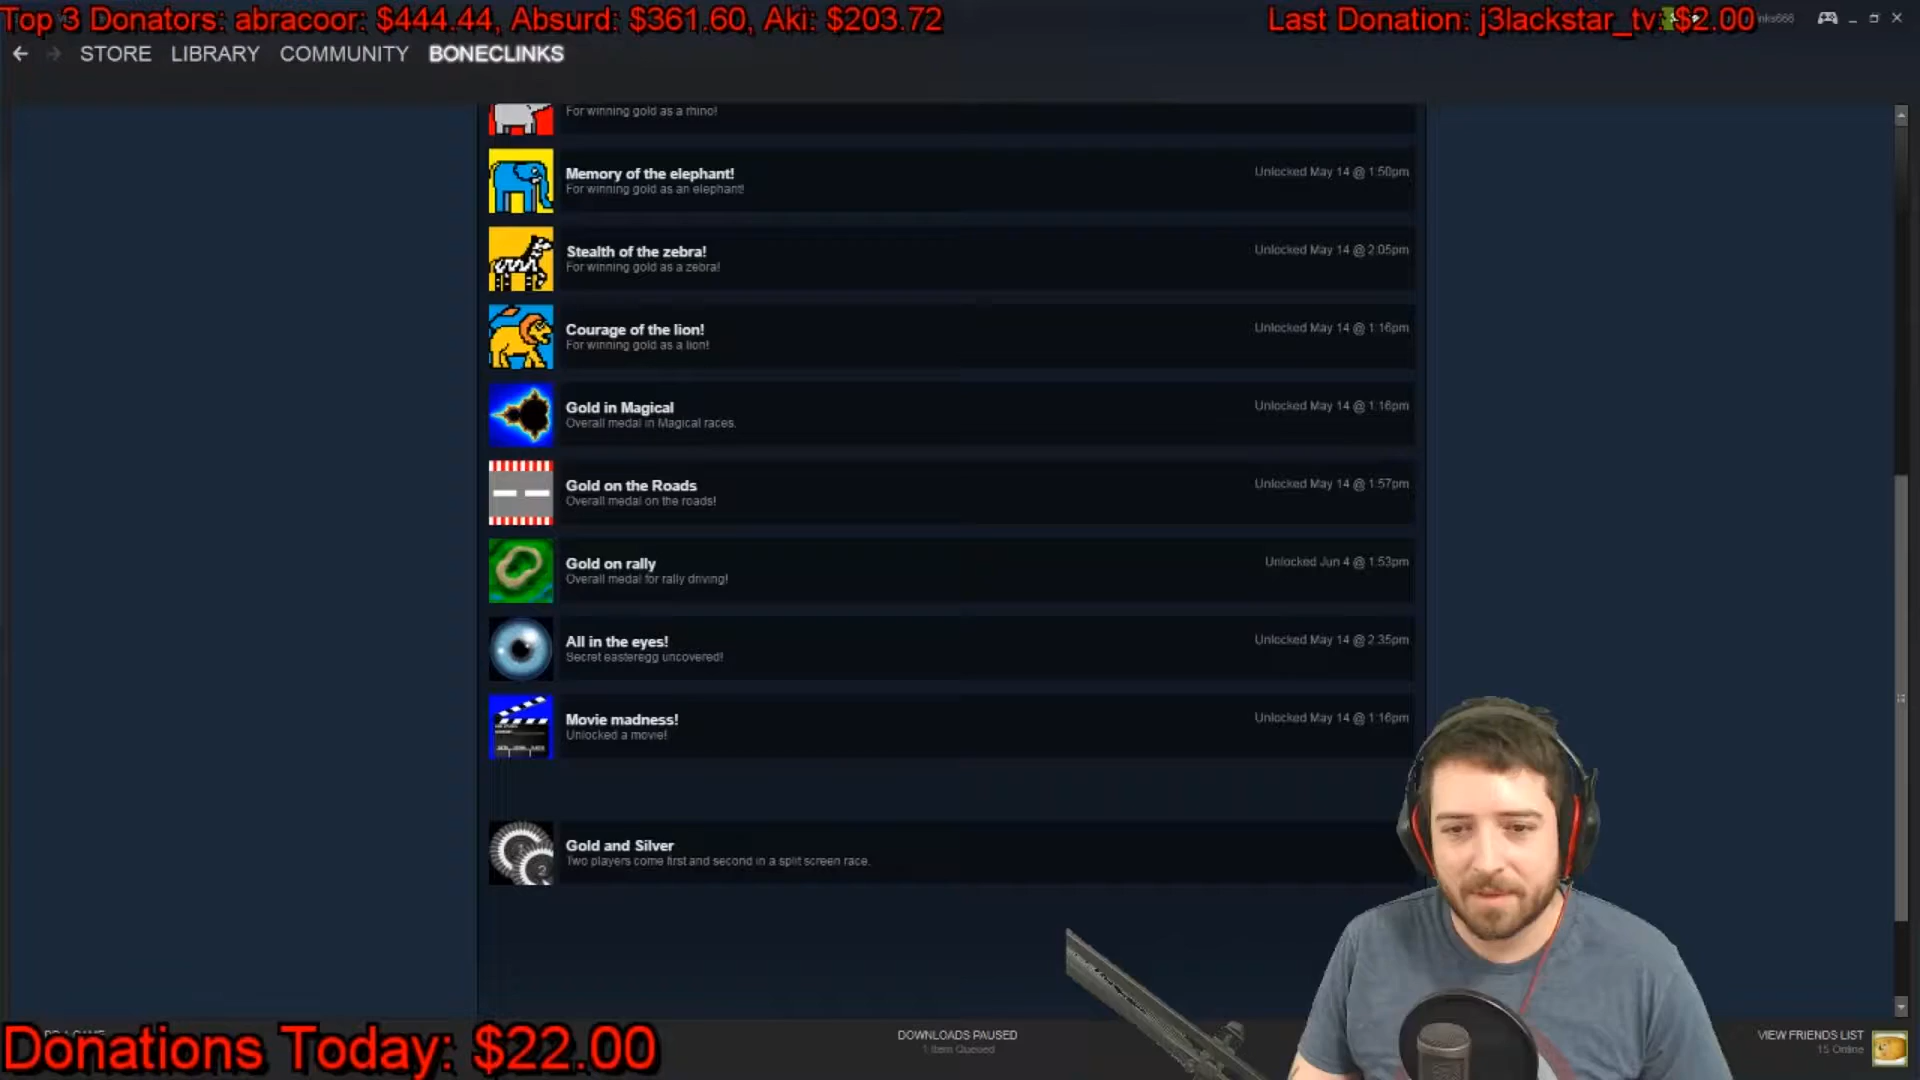 Top 3 Donators: abracoor: $444.44, Absurd: $361.60, Aki: $203.72
Last Donation: j3lackstar_tv: $2.00
STORE LIBRARY COMMUNITY BONECLINKS
For winning gold as a rhino!
Memory of the elephant!
For winning gold as an elephant!
Unlocked May 14 @ 1:50pm
Stealth of the zebra!
For winning gold as a zebra!
Unlocked May 14 @ 2:05pm
Courage of the lion!
For winning gold as a lion!
Unlocked May 14 @ 1:16pm
Gold in Magical
Overall medal in Magical races.
Unlocked May 14 @ 1:16pm
Gold on the Roads
Overall medal on the roads!
Unlocked May 14 @ 1:57pm
Gold on rally
Overall medal for rally driving!
Unlocked Jun 4 @ 1:53pm
All in the eyes!
Secret easteregg uncovered!
Unlocked May 14 @ 2:35pm
Movie madness!
Unlocked a movie!
Unlocked May 14 @ 1:16pm
Gold and Silver
Two players come first and second in a split screen race.
DOWNLOADS PAUSED
1 Item Queued
VIEW FRIENDS LIST
15 Online
Donations Today: $22.00